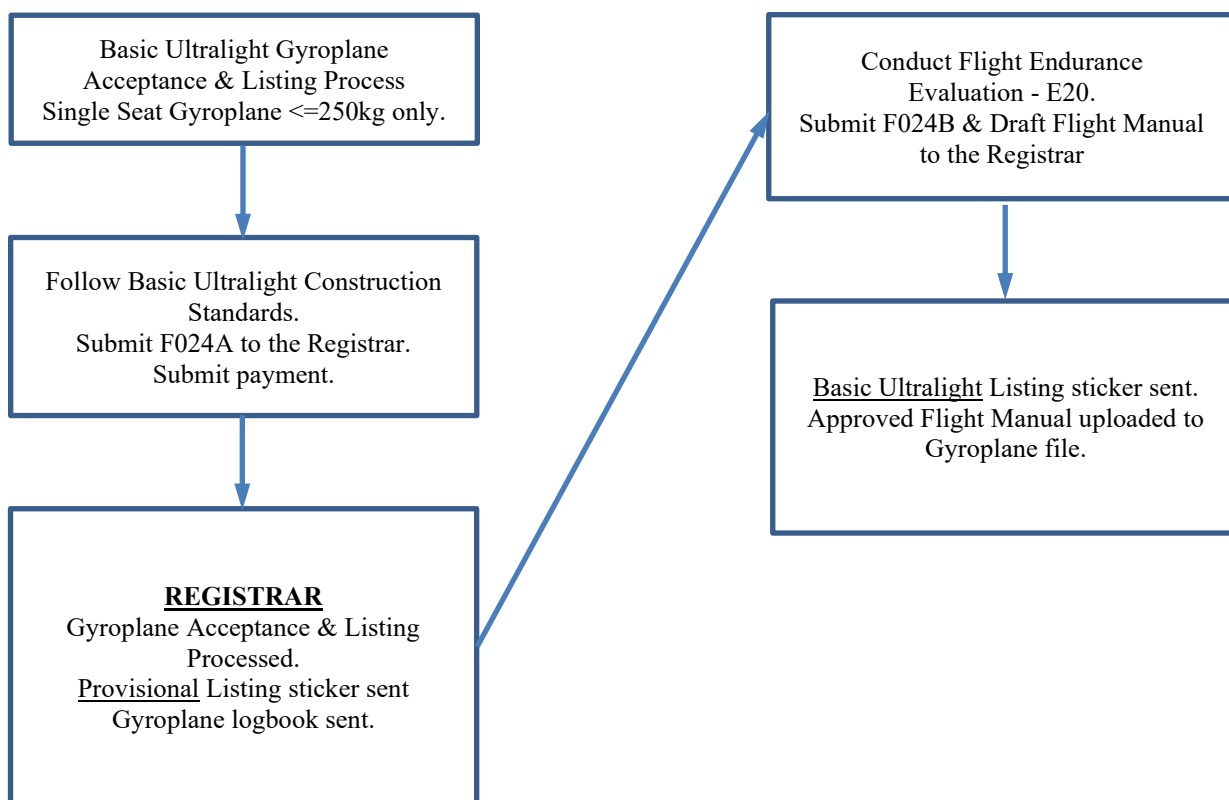 Basic Ultralight Gyroplane
Acceptance & Listing Process
Single Seat Gyroplane <=250kg only.
Follow Basic Ultralight Construction
Standards.
Submit F024A to the Registrar.
Submit payment.
REGISTRAR
Gyroplane Acceptance & Listing
Processed.
Provisional Listing sticker sent
Gyroplane logbook sent.
Conduct Flight Endurance
Evaluation - E20.
Submit F024B & Draft Flight Manual
to the Registrar
Basic Ultralight Listing sticker sent.
Approved Flight Manual uploaded to
Gyroplane file.